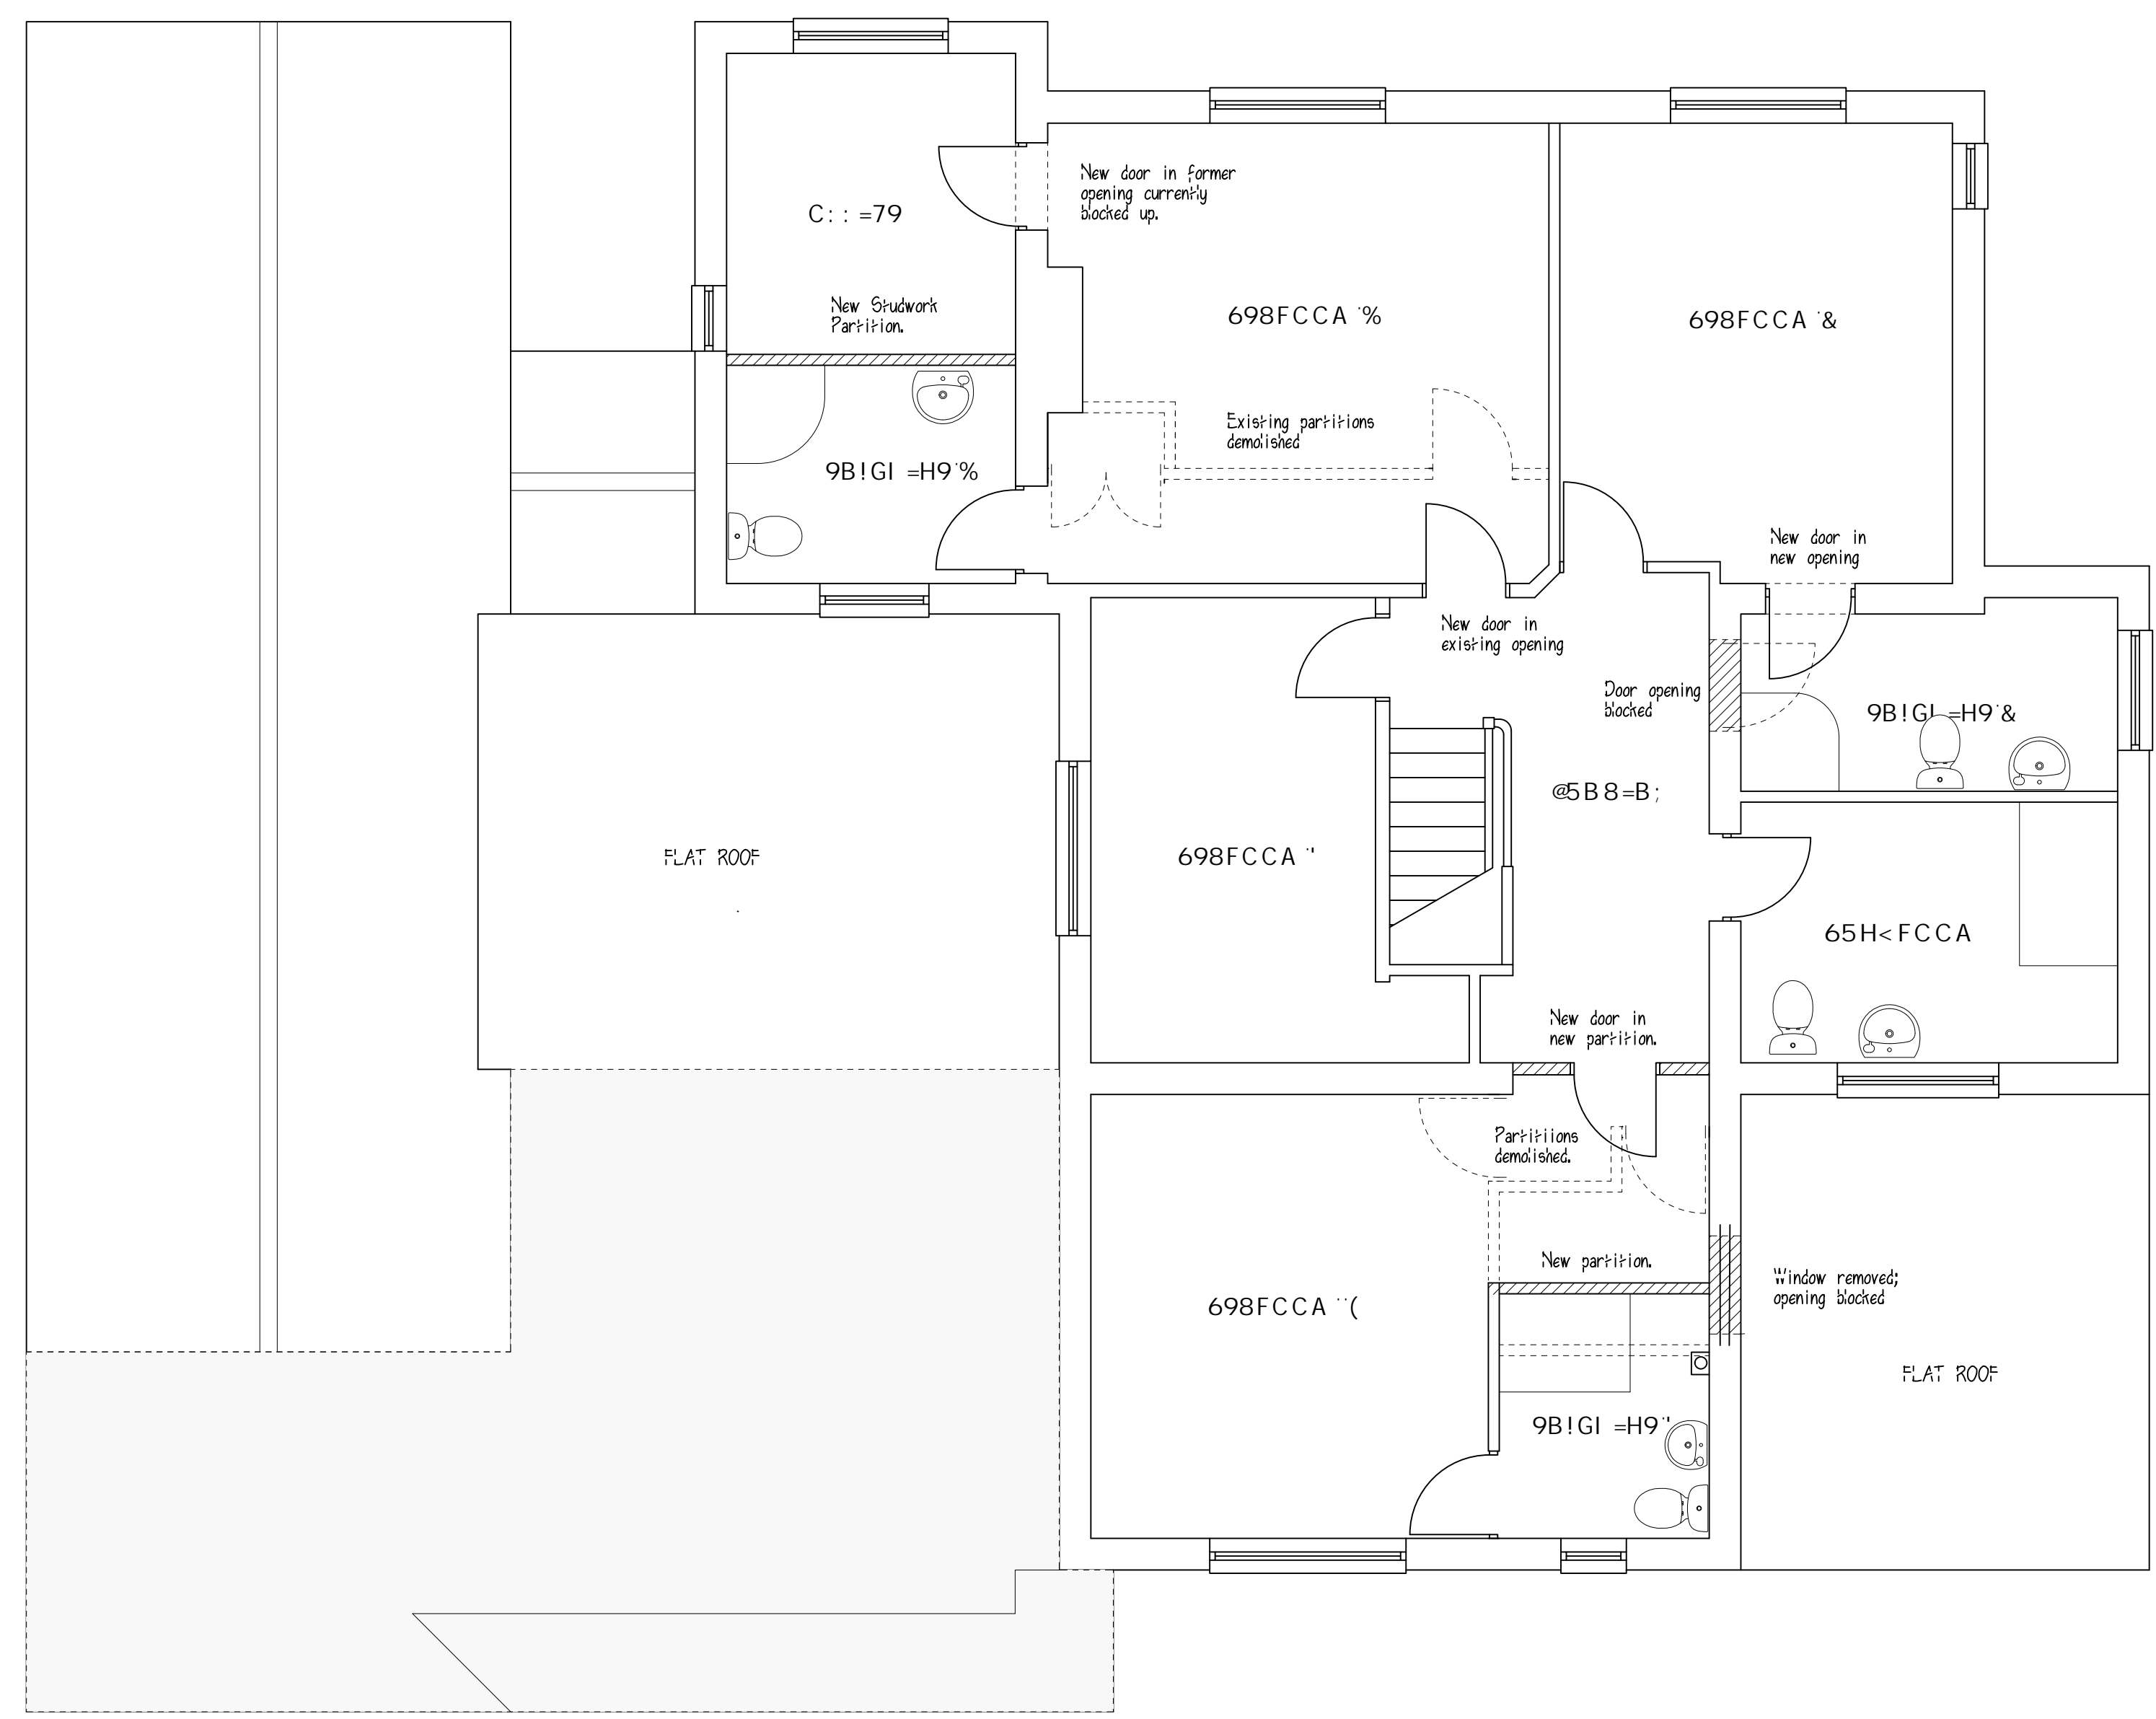 New door in former
opening currently
blocked up.
C::=79
New Studwork
Partition.
698FCCA'%
698FCCA'&
Existing partitions
demolished
9B!GI =H9'%
New door in
new opening
New door in
existing opening
Door opening
blocked
9B!GI =H9'&
@5B8=B;
FLAT ROOF
698FCCA''
65H<FCCA
New door in
new partition.
Partitiions
demolished.
New partition.
Window removed;
opening blocked
698FCCA''(
FLAT ROOF
9B!GI =H9''